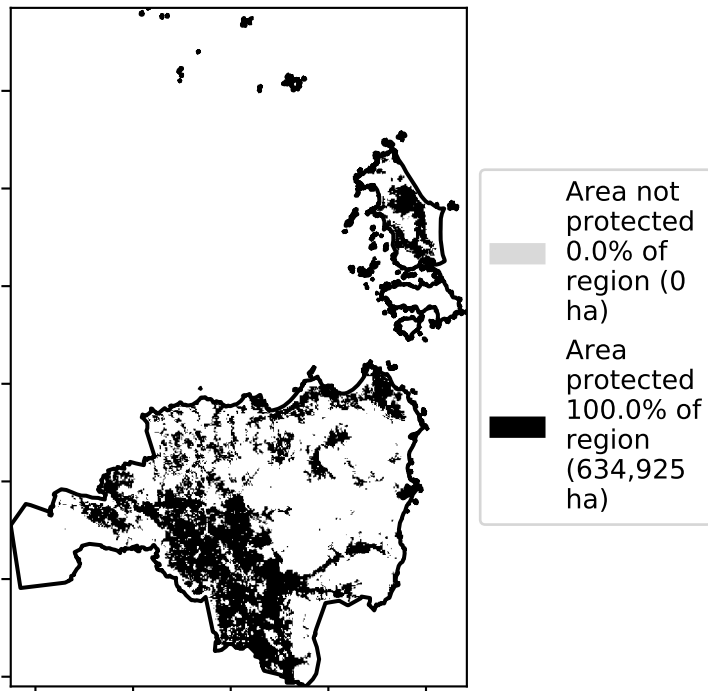 Area not
protected
0.0% of
region (0
ha)
Area
protected
100.0% of
region
(634,925
ha)